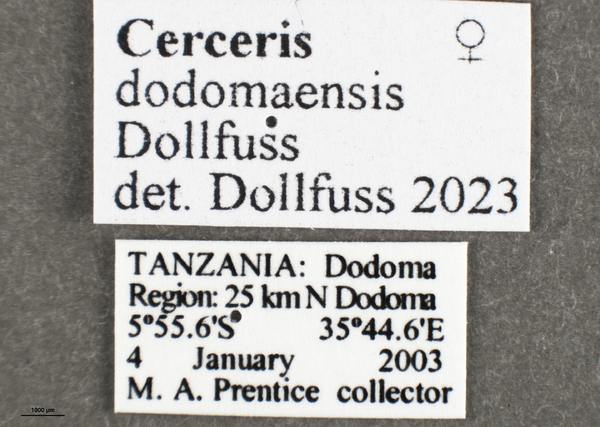 Cerceris ♀
dodomaensis
Dollfuss
det. Dollfuss 2023
TANZANIA: Dodoma
Region: 25 km N Dodoma
5°55.6'S 35°44.6'E
4 January 2003
M. A. Prentice collector
1000 µm